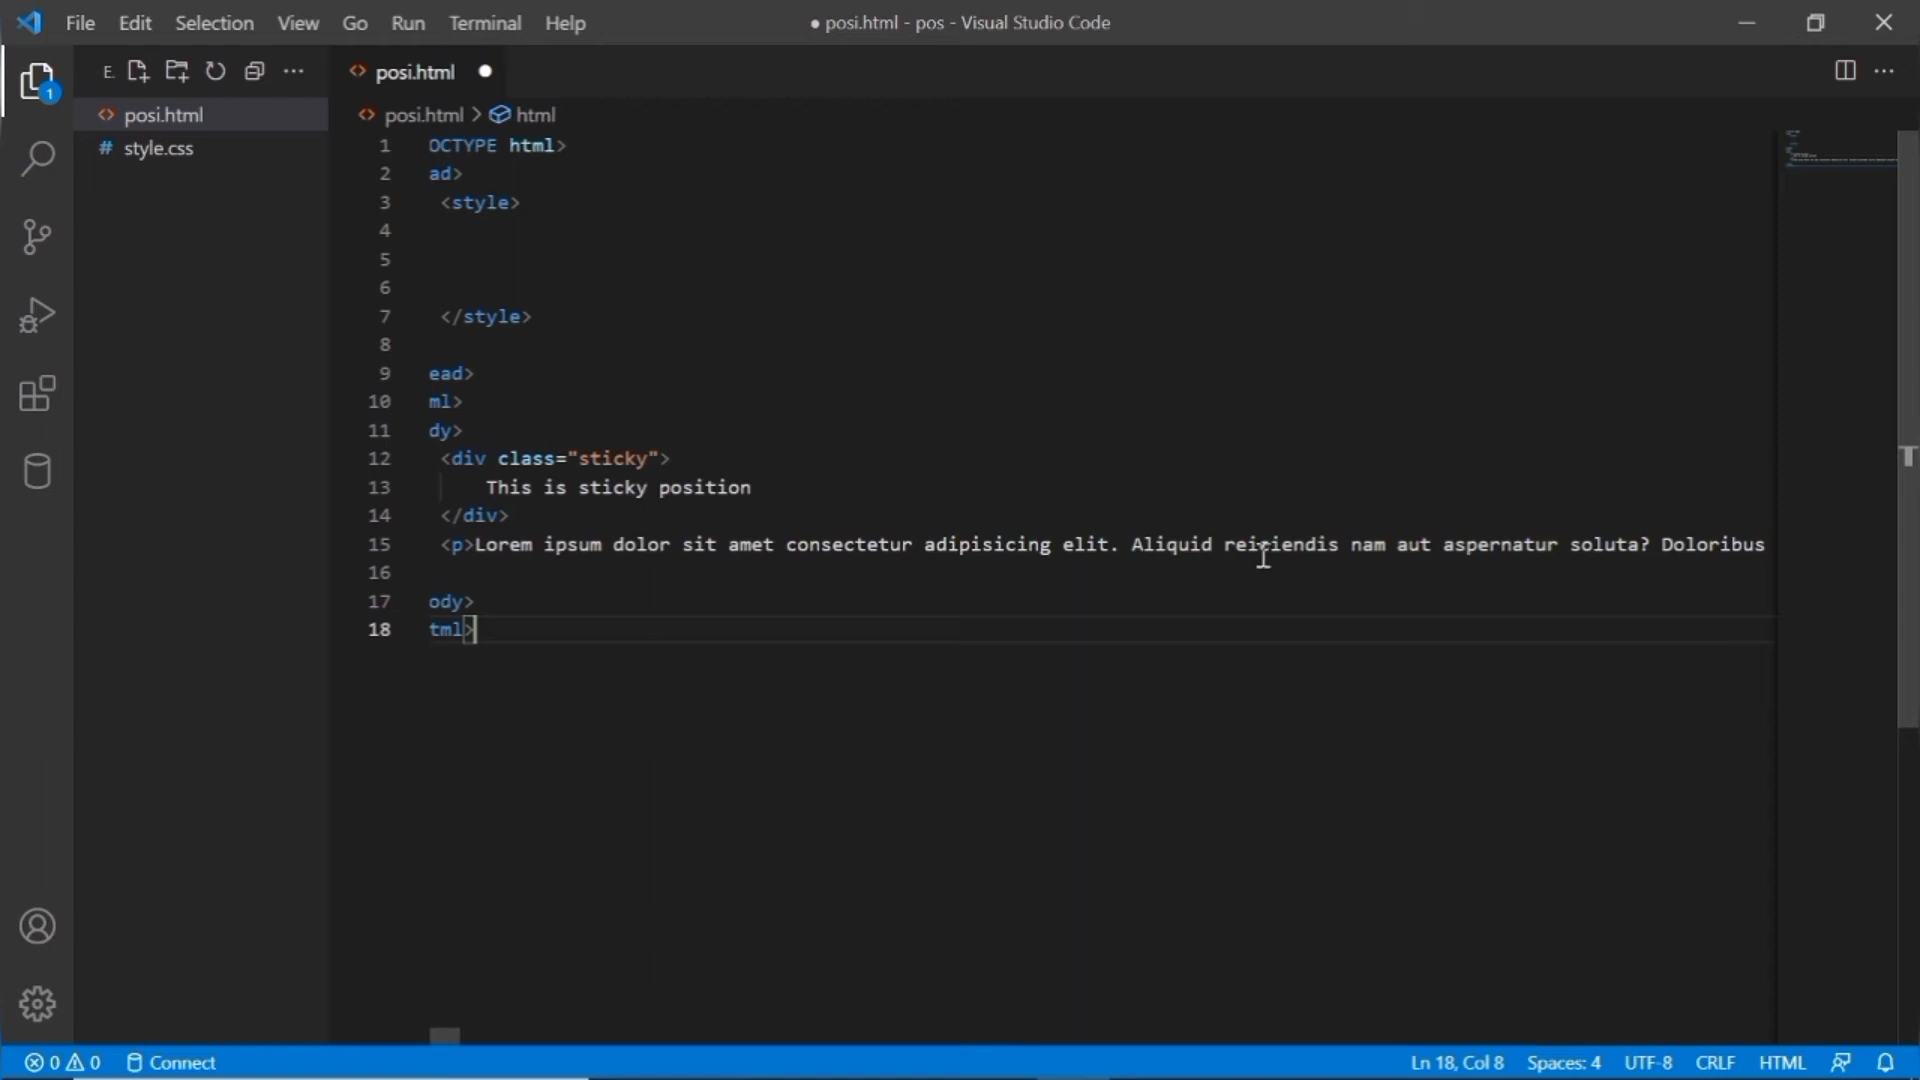 File Edit Selection View Go Run Terminal Help
● posi.html - pos - Visual Studio Code
E.
posi.html
1
posi.html
style.css
posi.html > html
1 OCTYPE html>
2 ad>
3 <style>
4
5
6
7 </style>
8
9 ead>
10 ml>
11 dy>
12 <div class="sticky">
13 This is sticky position
14 </div>
15 <p>Lorem ipsum dolor sit amet consectetur adipisicing elit. Aliquid reiciendis nam aut aspernatur soluta? Doloribus
16
17 ody>
18 tml>
0 0 Connect
Ln 18, Col 8 Spaces: 4 UTF-8 CRLF HTML